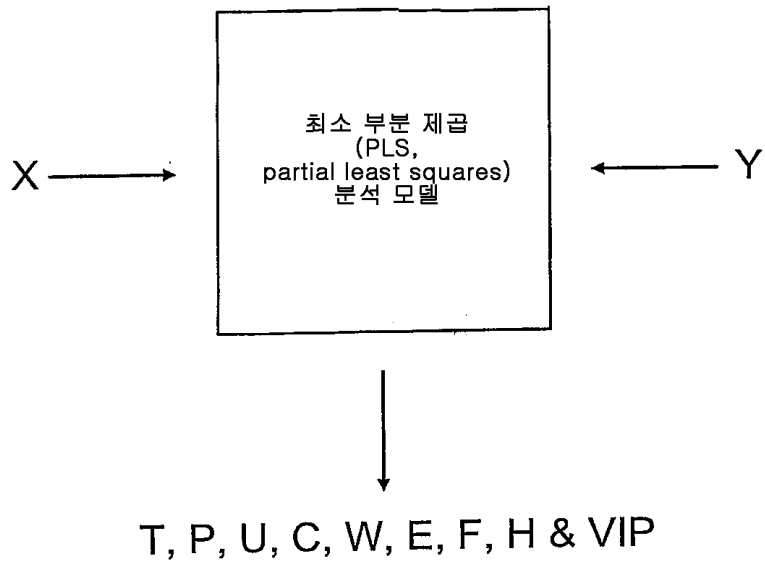 최소 부분 제곱
(PLS,
partial least squares)
분석 모델
X
Y
T, P, U, C, W, E, F, H & VIP